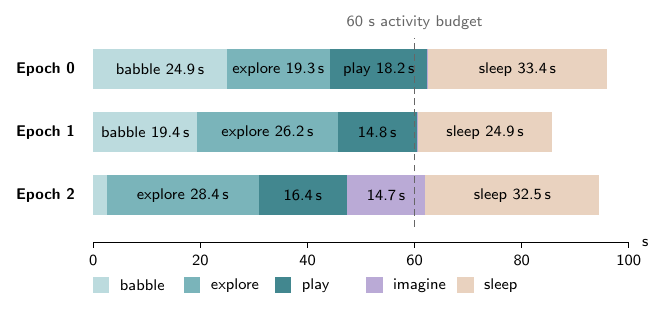 60 s activity budget
Epoch 0 babble 24.9 s explore 19.3 s play 18.2 s sleep 33.4 s
Epoch 1 babble 19.4 s explore 26.2 s 14.8 s sleep 24.9 s
Epoch 2 explore 28.4 s 16.4 s 14.7 s sleep 32.5 s
s
0 20 40 60 80 100
babble explore play imagine sleep